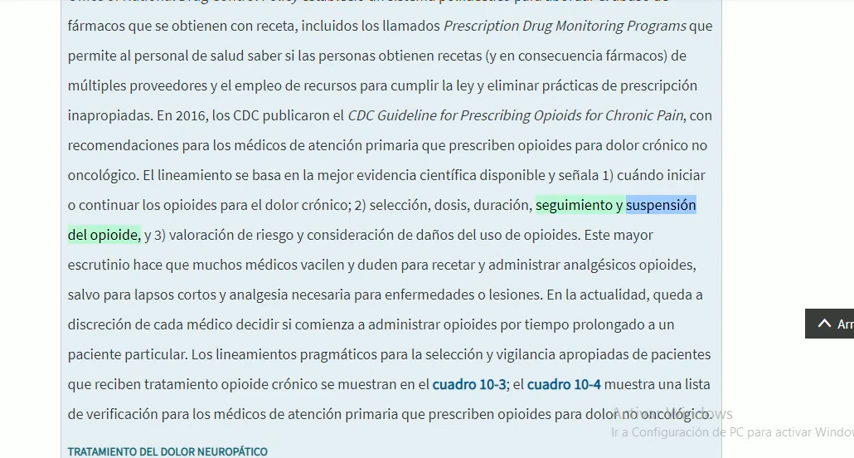 fármacos que se obtienen con receta, incluidos los llamados Prescription Drug Monitoring Programs que
permite al personal de salud saber si las personas obtienen recetas (y en consecuencia fármacos) de
múltiples proveedores y el empleo de recursos para cumplir la ley y eliminar prácticas de prescripción
inapropiadas. En 2016, los CDC publicaron el CDC Guideline for Prescribing Opioids for Chronic Pain, con
recomendaciones para los médicos de atención primaria que prescriben opioides para dolor crónico no
oncológico. El lineamiento se basa en la mejor evidencia científica disponible y señala 1) cuándo iniciar
o continuar los opioides para el dolor crónico; 2) selección, dosis, duración, seguimiento y suspensión
del opioide, y 3) valoración de riesgo y consideración de daños del uso de opioides. Este mayor
escrutinio hace que muchos médicos vacilen y duden para recetar y administrar analgésicos opioides,
salvo para lapsos cortos y analgesia necesaria para enfermedades o lesiones. En la actualidad, queda a
discreción de cada médico decidir si comienza a administrar opioides por tiempo prolongado a un
Arr
paciente particular. Los lineamientos pragmáticos para la selección y vigilancia apropiadas de pacientes
que reciben tratamiento opioide crónico se muestran en el cuadro 10-3; el cuadro 10-4 muestra una lista
de verificación para los médicos de atención primaria que prescriben opioides para dolor no oncológico.
Activar Windows
Ir a Configuración de PC para activar Windows
TRATAMIENTO DEL DOLOR NEUROPÁTICO